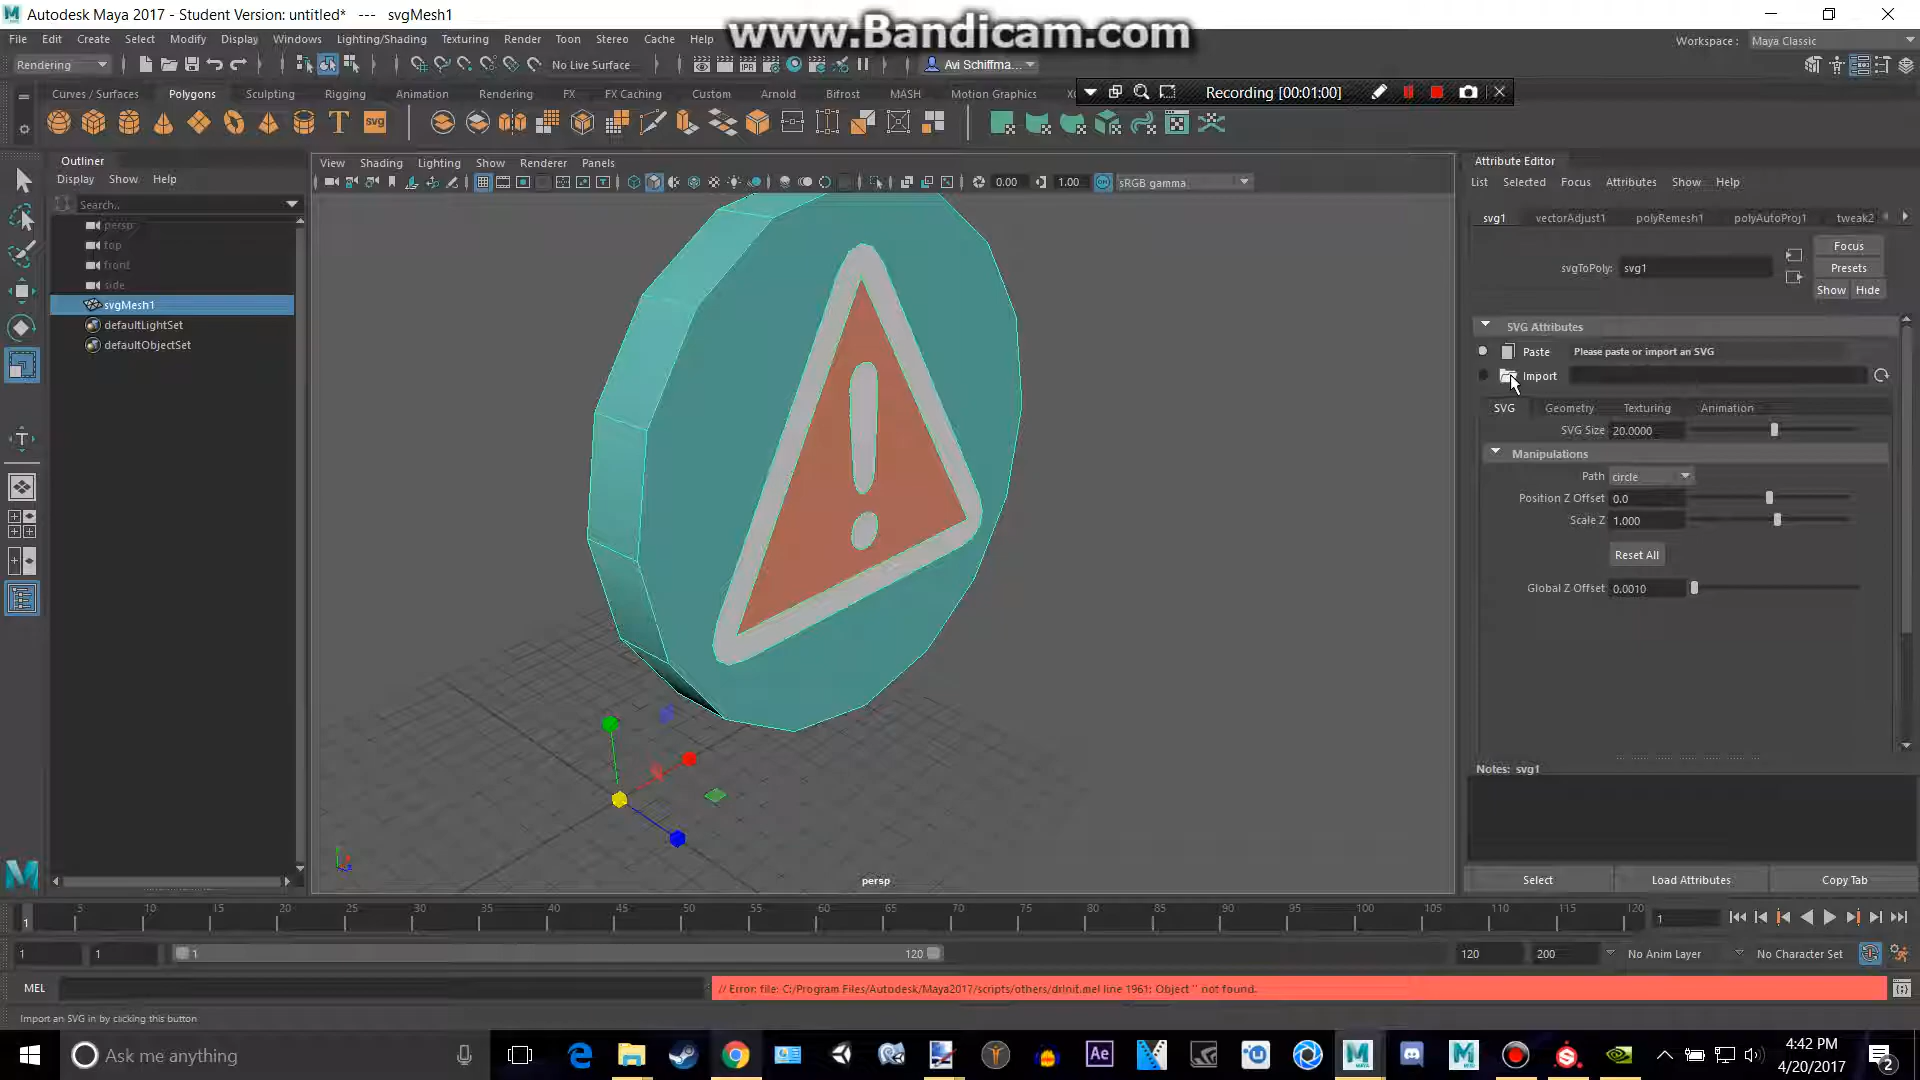 Autodesk Maya 2017 - Student Version: untitled* --- svgMesh1
www.Bandicam.com
File Edit Create Select Modify Display Windows Lighting/Shading Texturing Render Toon Stereo Cache Help
Workspace : Maya Classic
Rendering
No Live Surface
Avi Schiffma...
Curves / Surfaces Polygons Sculpting Rigging Animation Rendering FX FX Caching Custom Arnold Bifrost MASH Motion Graphics
Recording [00:01:00]
T svg
IPR
Outliner
Display Show Help
Search..
persp
top
front
side
svgMesh1
defaultLightSet
defaultObjectSet
View Shading Lighting Show Renderer Panels
0.00 1.00 sRGB gamma
persp
Attribute Editor
List Selected Focus Attributes Show Help
svg1 vectorAdjust1 polyRemesh1 polyAutoProj1 tweak2
svgToPoly: svg1
Focus
Presets
Show Hide
SVG Attributes
Paste Please paste or import an SVG
Import
SVG Geometry Texturing Animation
SVG Size 20.0000
Manipulations
Path circle
Position Z Offset 0.0
Scale Z 1.000
Reset All
Global Z Offset 0.0010
Notes: svg1
Select Load Attributes Copy Tab
1 5 10 15 20 25 30 35 40 45 50 55 60 65 70 75 80 85 90 95 100 105 110 115 120 1
1 1 1 120 120 200 No Anim Layer No Character Set
MEL
// Error: file: C:/Program Files/Autodesk/Maya2017/scripts/others/drInit.mel line 1961: Object '' not found.
Import an SVG in by clicking this button
Ask me anything
Ae
4:42 PM
4/20/2017
2